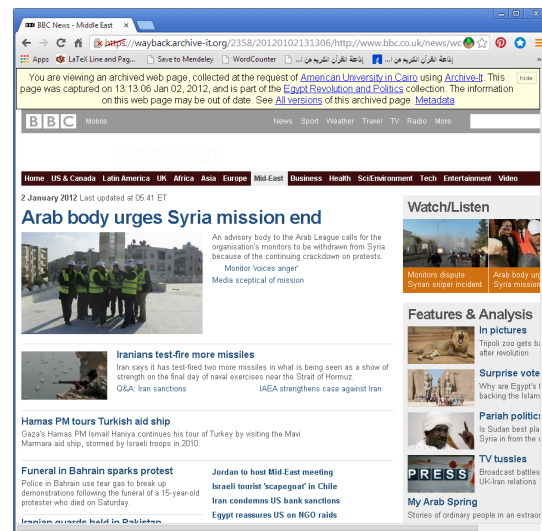 BBC News - Middle East
https://wayback.archive-it.org/2358/20120102131306/http://www.bbc.co.uk/news/wc
Apps LaTeX Line and Pag... Save to Mendeley WordCounter إذاعة القرآن الكريم من ا... إذاعة القرآن الكريم من ا...
You are viewing an archived web page, collected at the request of American University in Cairo using Archive-It. This
hide
page was captured on 13:13:06 Jan 02, 2012, and is part of the Egypt Revolution and Politics collection. The information
on this web page may be out of date. See All versions of this archived page. Metadata
BBC Mobile News Sport Weather Travel TV Radio More
Home US & Canada Latin America UK Africa Asia Europe Mid-East Business Health Sci/Environment Tech Entertainment Video
2 January 2012 Last updated at 05:41 ET
Arab body urges Syria mission end
An advisory body to the Arab League calls for the
organisation's monitors to be withdrawn from Syria
because of the continuing crackdown on protests.
Monitor Voices anger'
Media sceptical of mission
Iranians test-fire more missiles
Iran says it has test-fired two more missiles in what is being seen as a show of
strength on the final day of naval exercises near the Strait of Hormuz.
Q&A: Iran sanctions IAEA strengthens case against Iran
Hamas PM tours Turkish aid ship
Gaza's Hamas PM Ismail Haniya continues his tour of Turkey by visiting the Mavi
Marmara aid ship, stormed by Israeli troops in 2010.
Funeral in Bahrain sparks protest
Police in Bahrain use tear gas to break up
demonstrations following the funeral of a 15-year-old
protester who died on Saturday.
Iranian guards held in Pakistan
Jordan to host Mid-East meeting
Israeli tourist 'scapegoat' in Chile
Iran condemns US bank sanctions
Egypt reassures US on NGO raids
Watch/Listen
Monitors dispute
Syrian sniper incident
Arab body urg
Syria mission
Features & Analysis
In pictures
Tripoli zoo gets b
after revolution
Surprise vote
Why are Egypt's
backing the Islam
Pariah politics
Is Sudan best pla
Syria in from the
PRESS
TV tussles
Broadcast battles
UK-Iran relations
My Arab Spring
Stories of ordinary people in an extraor